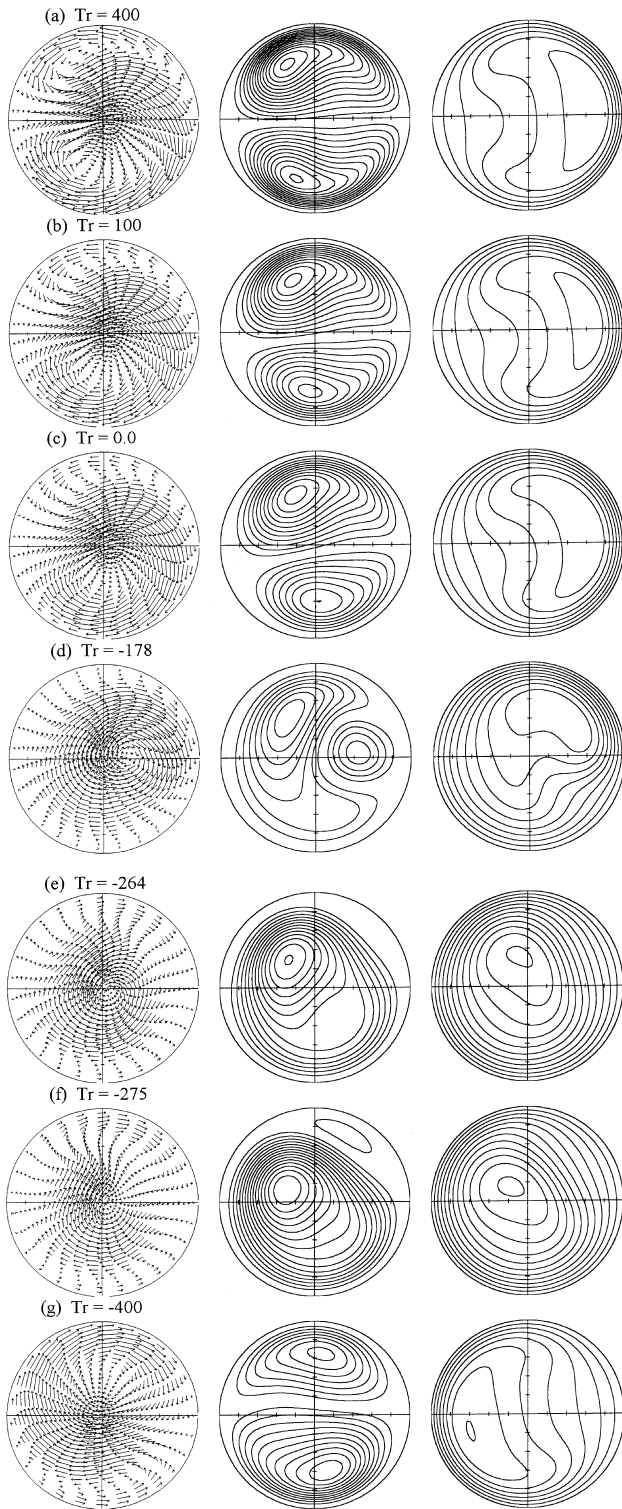 (a) Tr = 400
(b) Tr = 100
(c) Tr = 0.0
(d) Tr = -178
(e) Tr = -264
(f) Tr = -275
(g) Tr = -400